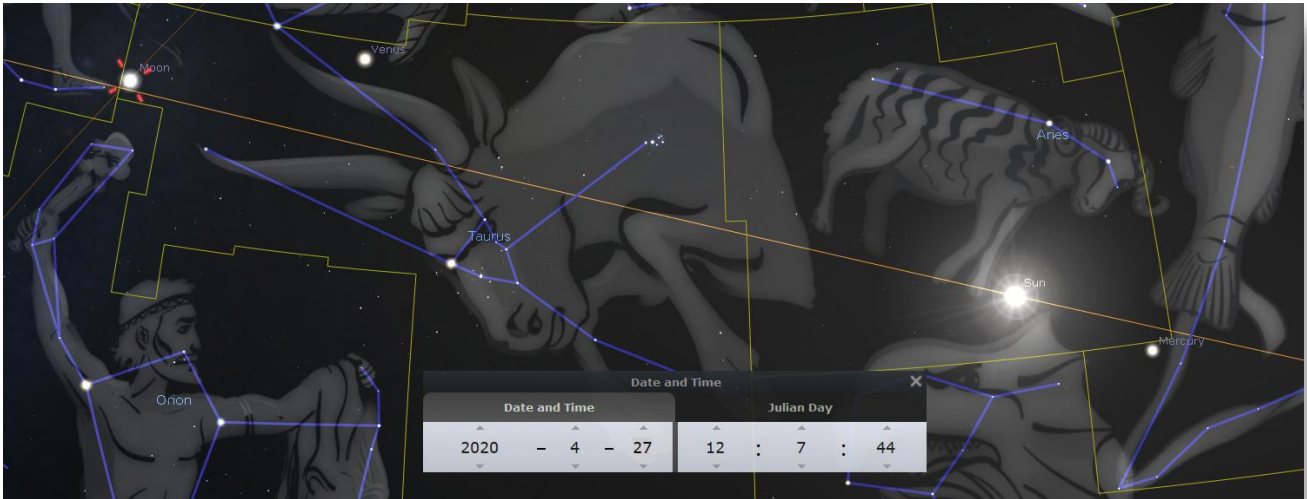 Venus
Moon
Aries
Taurus
Sun
Mercury
Orion
Date and Time
Date and Time
Julian Day
2020 - 4 - 27
12 : 7 : 44